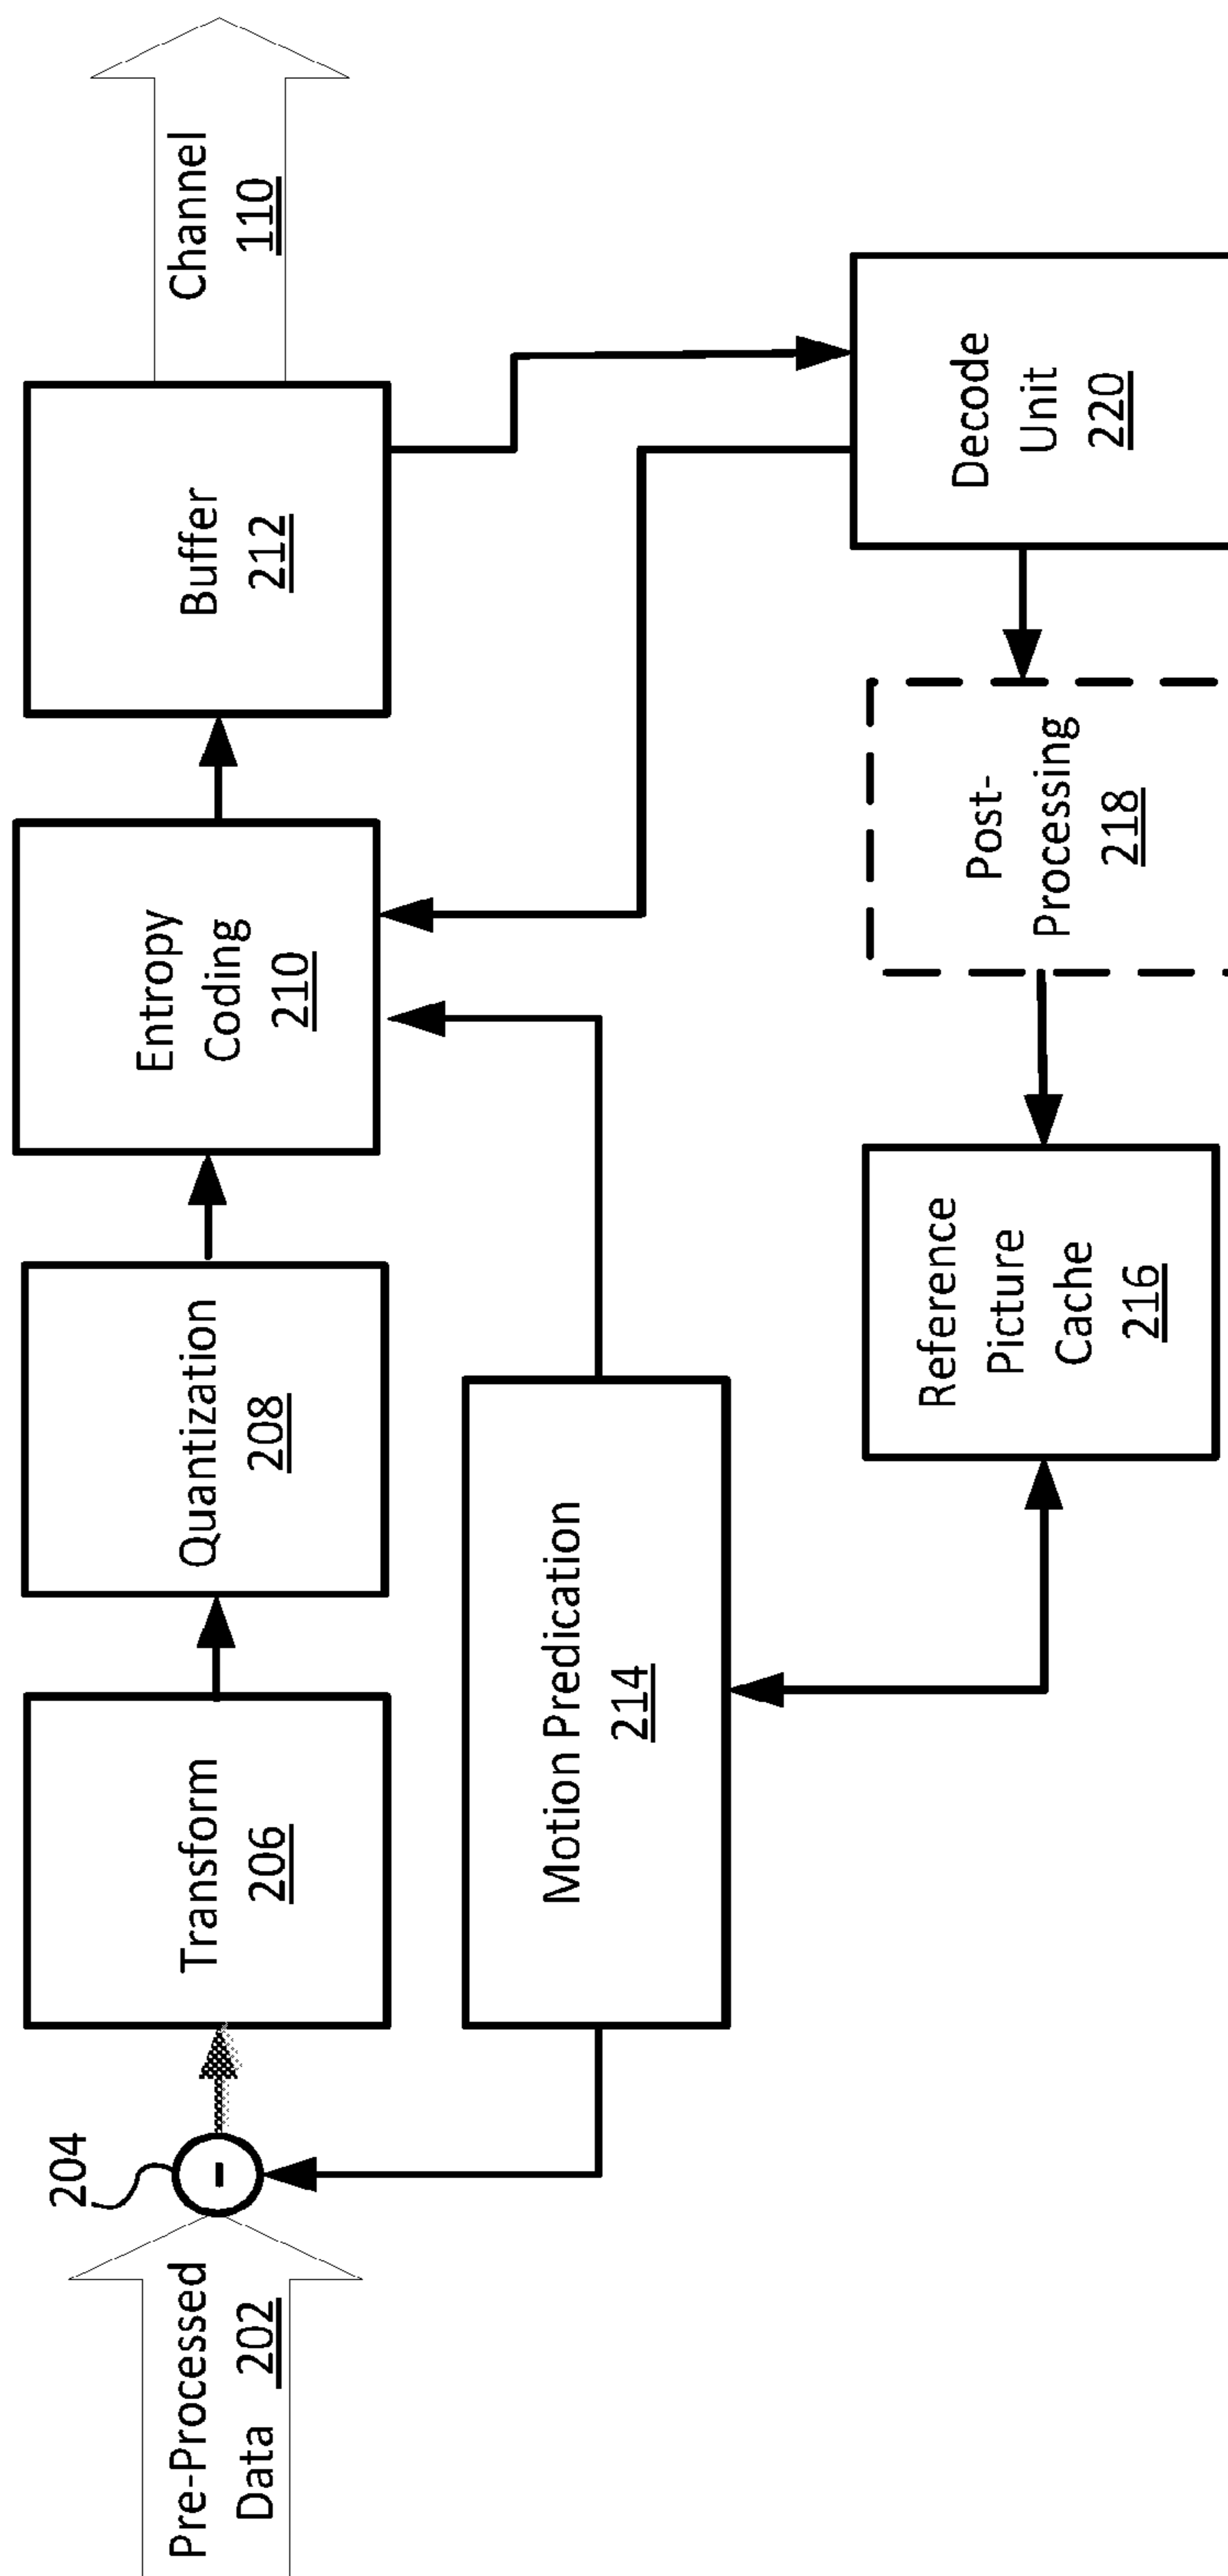 Pre-Processed
Data 202
204
Transform
206
Quantization
208
Entropy
Coding
210
Buffer
212
Channel
110
Motion Predication
214
Reference
Picture
Cache
216
Post-
Processing
218
Decode
Unit
220
-